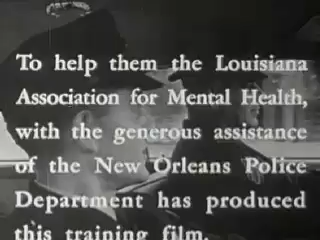 To help them the Louisiana
Association for Mental Health,
with the generous assistance
of the New Orleans Police
Department has produced
this training film.